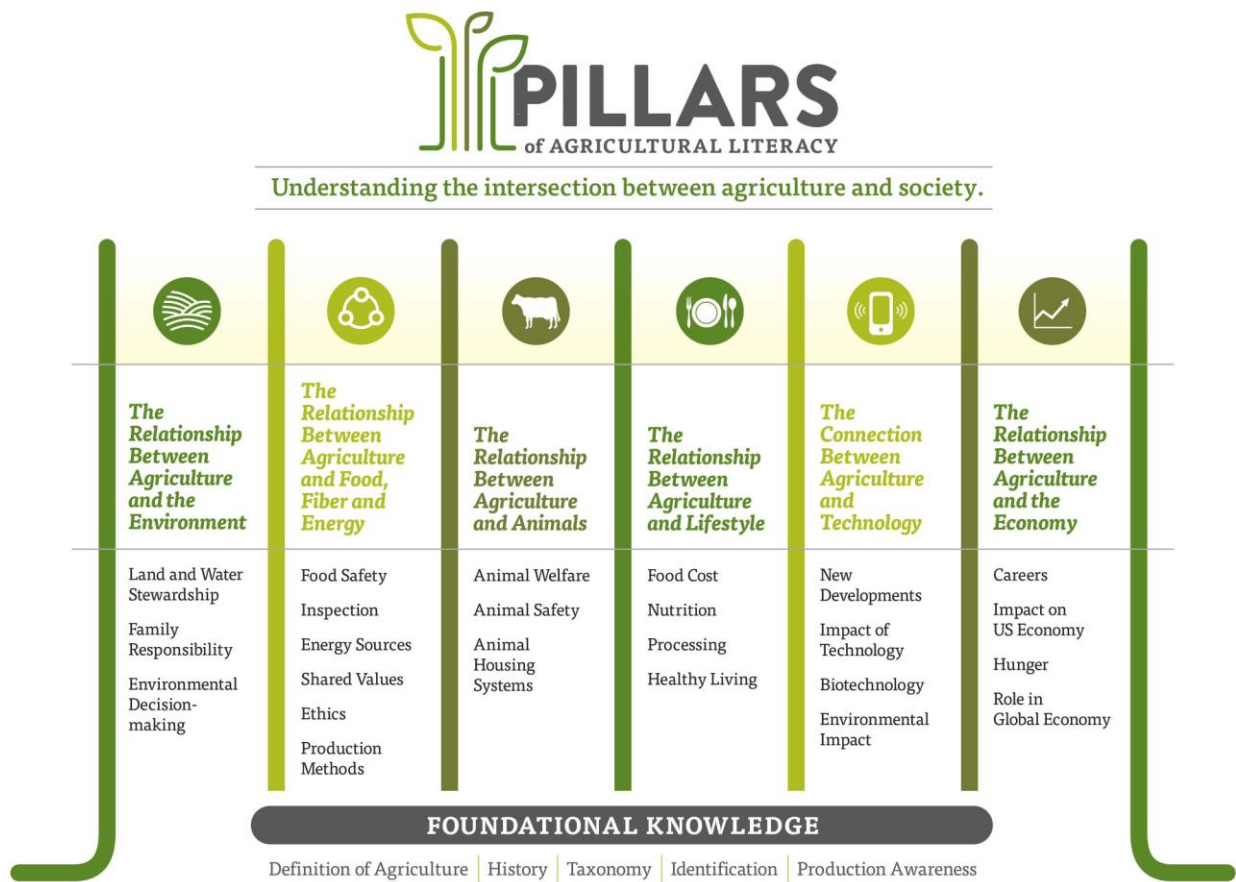 PILLARS
of AGRICULTURAL LITERACY
Understanding the intersection between agriculture and society.
The
Relationship
Between
Agriculture
and the
Environment
Land and Water
Stewardship
Family
Responsibility
Environmental
Decision-
making
The
Relationship
Between
Agriculture
and Food,
Fiber and
Energy
Food Safety
Inspection
Energy Sources
Shared Values
Ethics
Production
Methods
The
Relationship
Between
Agriculture
and Animals
Animal Welfare
Animal Safety
Animal
Housing
Systems
The
Relationship
Between
Agriculture
and Lifestyle
Food Cost
Nutrition
Processing
Healthy Living
The
Connection
Between
Agriculture
and
Technology
New
Developments
Impact of
Technology
Biotechnology
Environmental
Impact
The
Relationship
Between
Agriculture
and the
Economy
Careers
Impact on
US Economy
Hunger
Role in
Global Economy
FOUNDATIONAL KNOWLEDGE
Definition of Agriculture | History | Taxonomy | Identification | Production Awareness